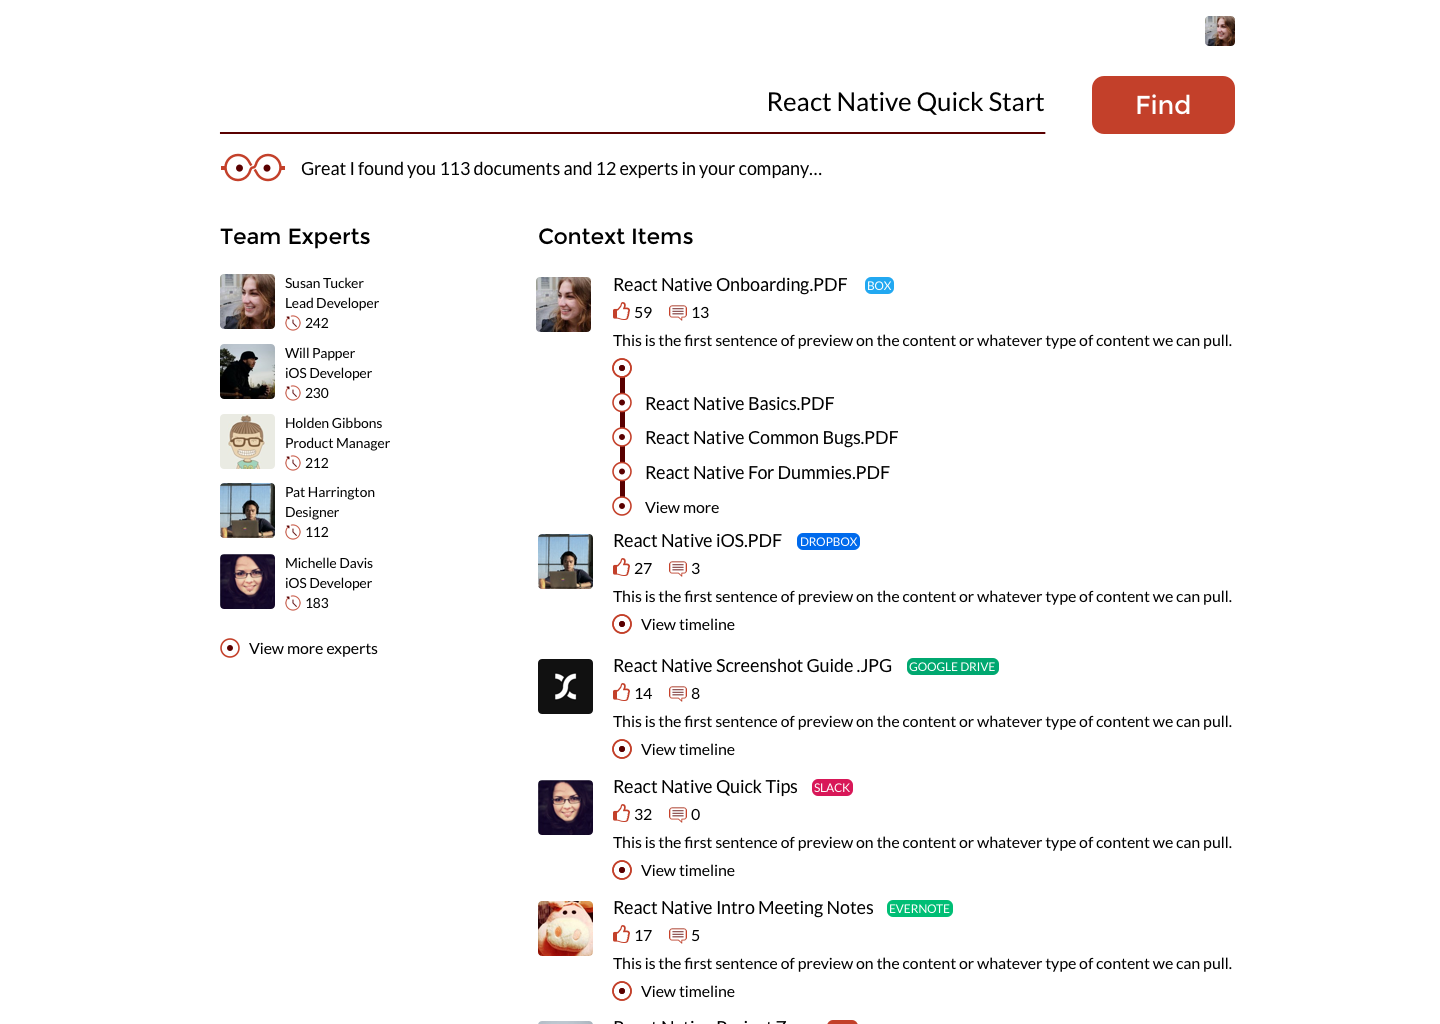 React Native Quick Start
Find
Great I found you 113 documents and 12 experts in your company...
Team Experts
Susan Tucker
Lead Developer
242
Will Papper
iOS Developer
230
Holden Gibbons
Product Manager
212
Pat Harrington
Designer
112
Michelle Davis
iOS Developer
183
View more experts
Context Items
React Native Onboarding.PDF BOX
59 13
This is the first sentence of preview on the content or whatever type of content we can pull.
React Native Basics.PDF
React Native Common Bugs.PDF
React Native For Dummies.PDF
View more
React Native iOS.PDF DROPBOX
27 3
This is the first sentence of preview on the content or whatever type of content we can pull.
View timeline
React Native Screenshot Guide .JPG GOOGLE DRIVE
14 8
This is the first sentence of preview on the content or whatever type of content we can pull.
View timeline
React Native Quick Tips SLACK
32 0
This is the first sentence of preview on the content or whatever type of content we can pull.
View timeline
React Native Intro Meeting Notes EVERNOTE
17 5
This is the first sentence of preview on the content or whatever type of content we can pull.
View timeline
React Native Project